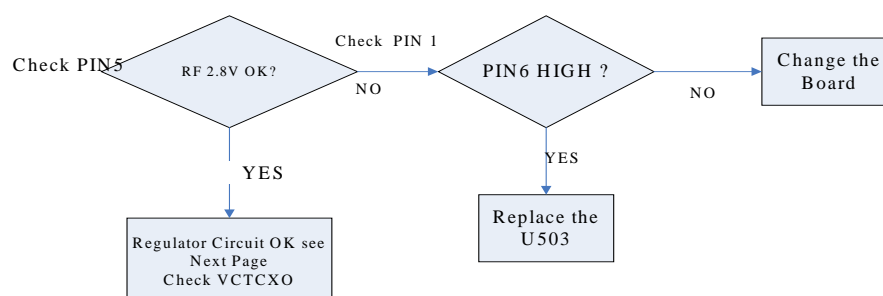 Check PIN5
RF 2.8V OK?
Check PIN 1
NO
PIN6 HIGH ?
NO
Change the
Board
YES
YES
Regulator Circuit OK see
Next Page
Check VCTCXO
Replace the
U503